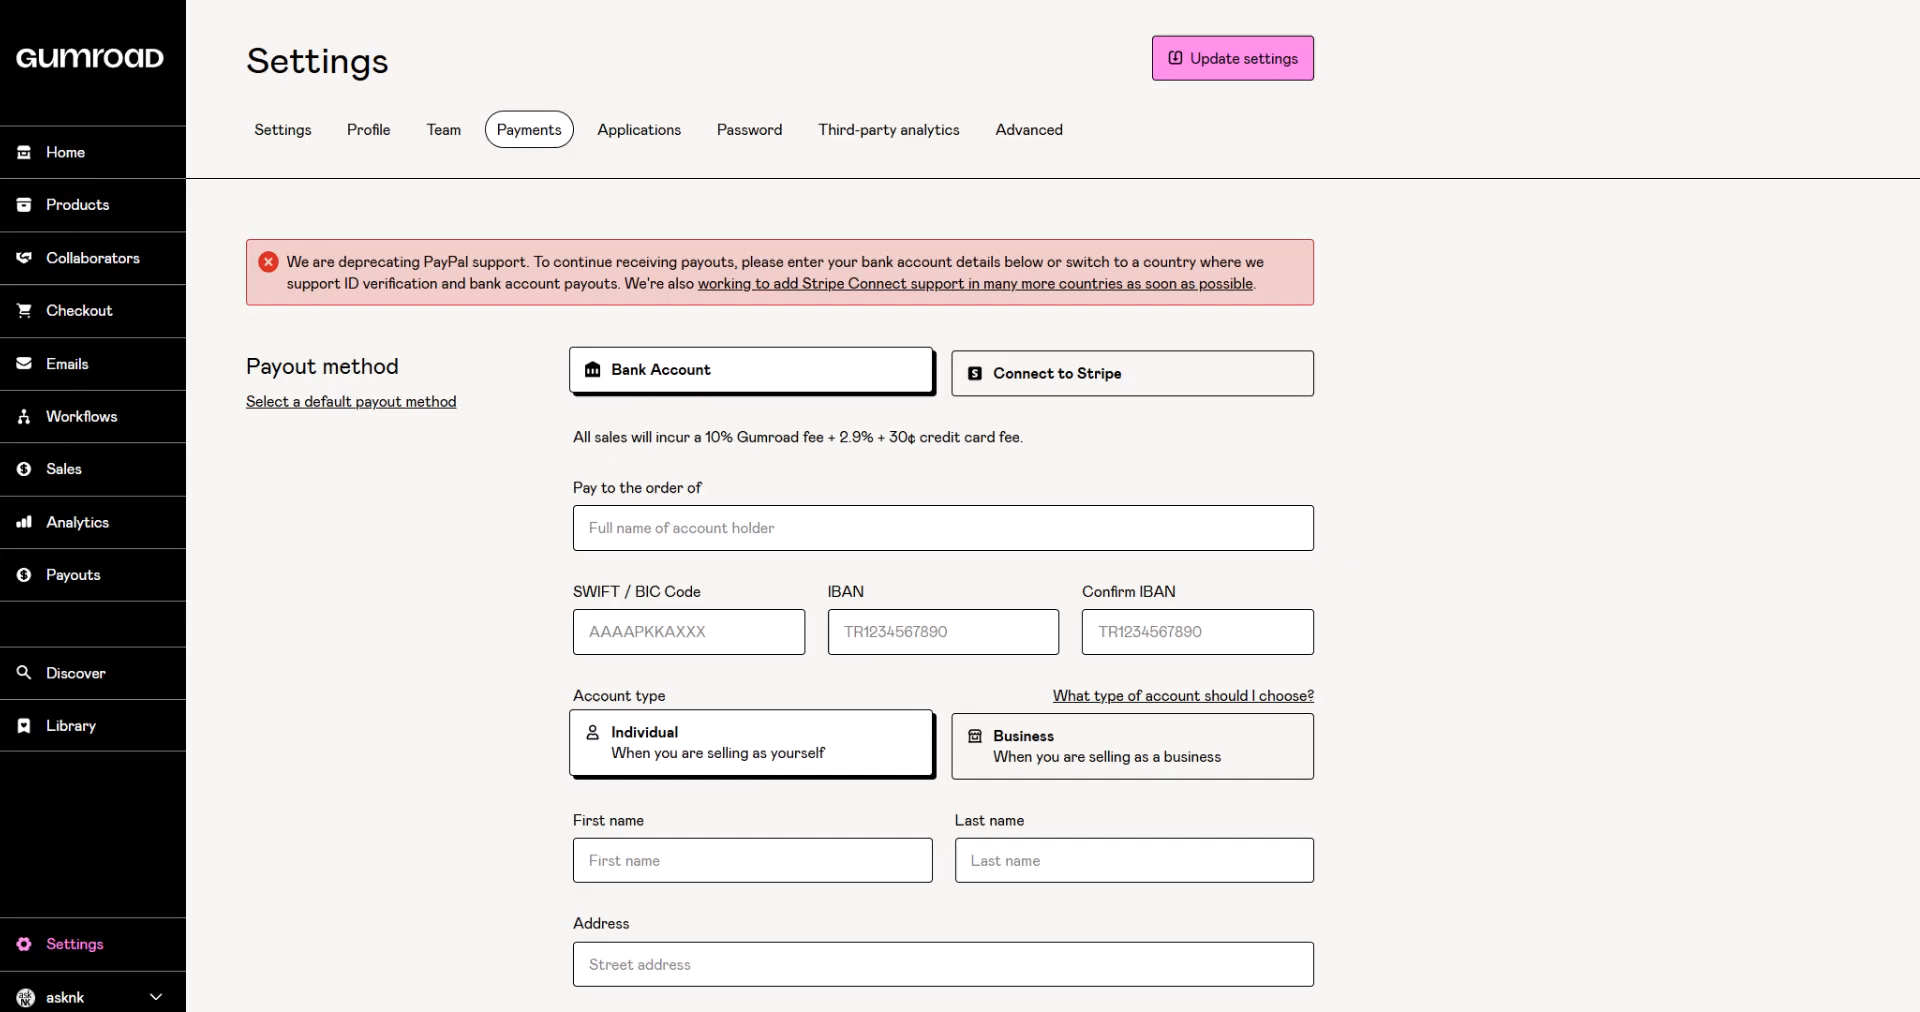 GUMROAD
Home
Products
Collaborators
Checkout
Emails
Workflows
Sales
Analytics
Payouts
Discover
Library
Settings
asknk
Settings
Update settings
Settings
Profile
Team
Payments
Applications
Password
Third-party analytics
Advanced
We are deprecating PayPal support. To continue receiving payouts, please enter your bank account details below or switch to a country where we
support ID verification and bank account payouts. We're also working to add Stripe Connect support in many more countries as soon as possible.
Payout method
Select a default payout method
Bank Account
Connect to Stripe
All sales will incur a 10% Gumroad fee + 2.9% + 30¢ credit card fee.
Pay to the order of
Full name of account holder
SWIFT / BIC Code
IBAN
Confirm IBAN
AAAAPKKAXXX
TR1234567890
TR1234567890
Account type
What type of account should I choose?
Individual
When you are selling as yourself
Business
When you are selling as a business
First name
Last name
First name
Last name
Address
Street address